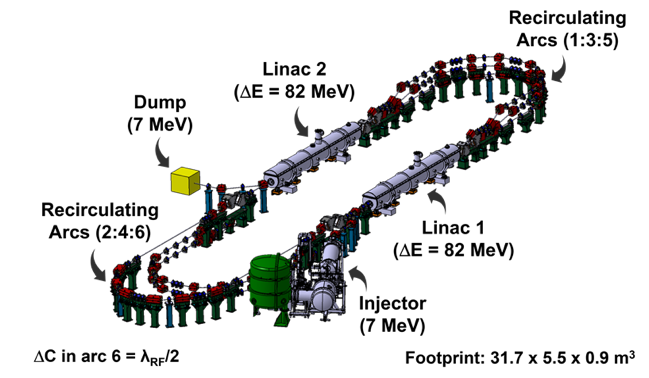 Recirculating
Arcs (1:3:5)
Linac 2
(ΔE = 82 MeV)
Dump
(7 MeV)
Recirculating
Arcs (2:4:6)
Linac 1
(ΔE = 82 MeV)
Injector
(7 MeV)
ΔC in arc 6 = λRF/2
Footprint: 31.7 x 5.5 x 0.9 m³